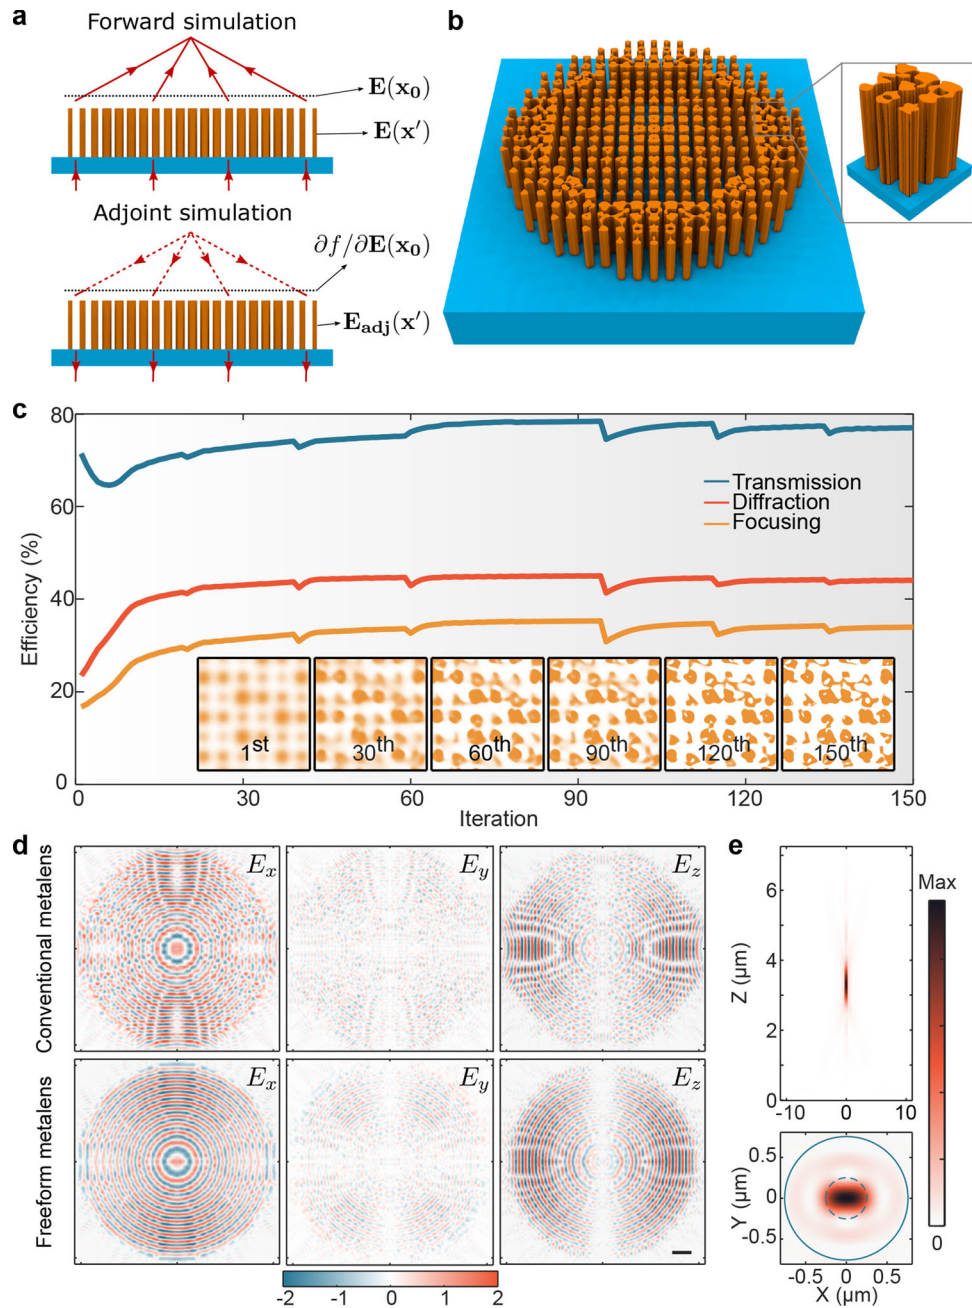 a
Forward simulation
E(x₀)
E(x′)
Adjoint simulation
∂f/∂E(x₀)
E_adj(x′)
b
c
80
60
40
20
0
Efficiency (%)
Transmission
Diffraction
Focusing
1st 30th 60th 90th 120th 150th
0 30 60 90 120 150
Iteration
d
Conventional metalens
E_x E_y E_z
Freeform metalens
E_x E_y E_z
-2 -1 0 1 2
e
Z (μm)
6
4
2
0
-10 0 10
Y (μm)
0.5
0
-0.5
-0.5 0 0.5
X (μm)
Max
0